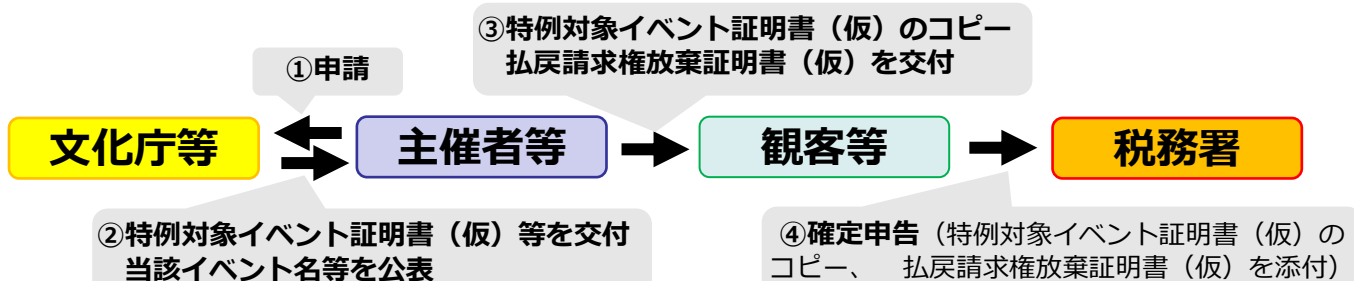 ③特例対象イベント証明書（仮）のコピー
払戻請求権放棄証明書（仮）を交付
①申請
文化庁等
主催者等
観客等
税務署
②特例対象イベント証明書（仮）等を交付
当該イベント名等を公表
④確定申告（特例対象イベント証明書（仮）の
コピー、　払戻請求権放棄証明書（仮）を添付）